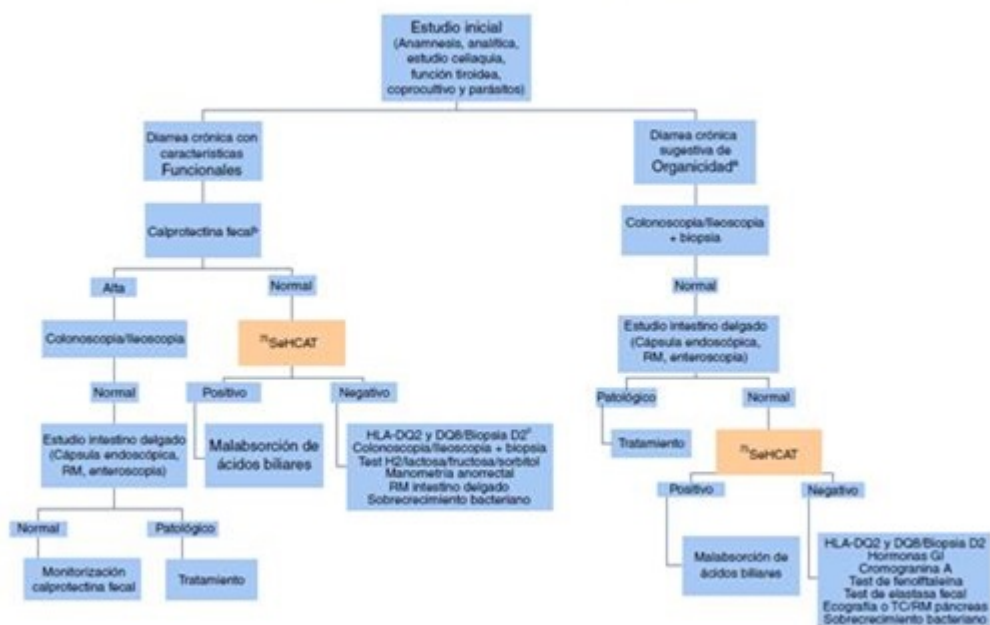 Estudio inicial
(Anamnesis, analítica,
estudio celiaquia,
función tiroidea,
coprocultivo y parásitos)
Diarrea crónica con
características
Funcionales
Calprotectina fecal
Alta
Normal
Colonoscopia/Ileoscopia
⁷⁵SeHCAT
Normal
Positivo
Negativo
Estudio intestino delgado
(Cápsula endoscópica,
RM, enteroscopia)
Malabsorción de
ácidos biliares
HLA-DQ2 y DQ8/Biopsia D2
Colonoscopia/Ileoscopia + biopsia
Test H2/lactosa/fructosa/sorbitol
Manometría anorrectal
RM intestino delgado
Sobrecrecimiento bacteriano
Normal
Patológico
Monitorización
calprotectina fecal
Tratamiento
Diarrea crónica
sugestiva de
Organicidad
Colonoscopia/Ileoscopia
+ biopsia
Normal
Estudio intestino delgado
(Cápsula endoscópica,
RM, enteroscopia)
Patológico
Normal
Tratamiento
⁷⁵SeHCAT
Positivo
Negativo
Malabsorción de
ácidos biliares
HLA-DQ2 y DQ8/Biopsia D2
Hormonas GI
Cromogranina A
Test de fenolftaleína
Test de elastasa fecal
Ecografía o TC/RM páncreas
Sobrecrecimiento bacteriano